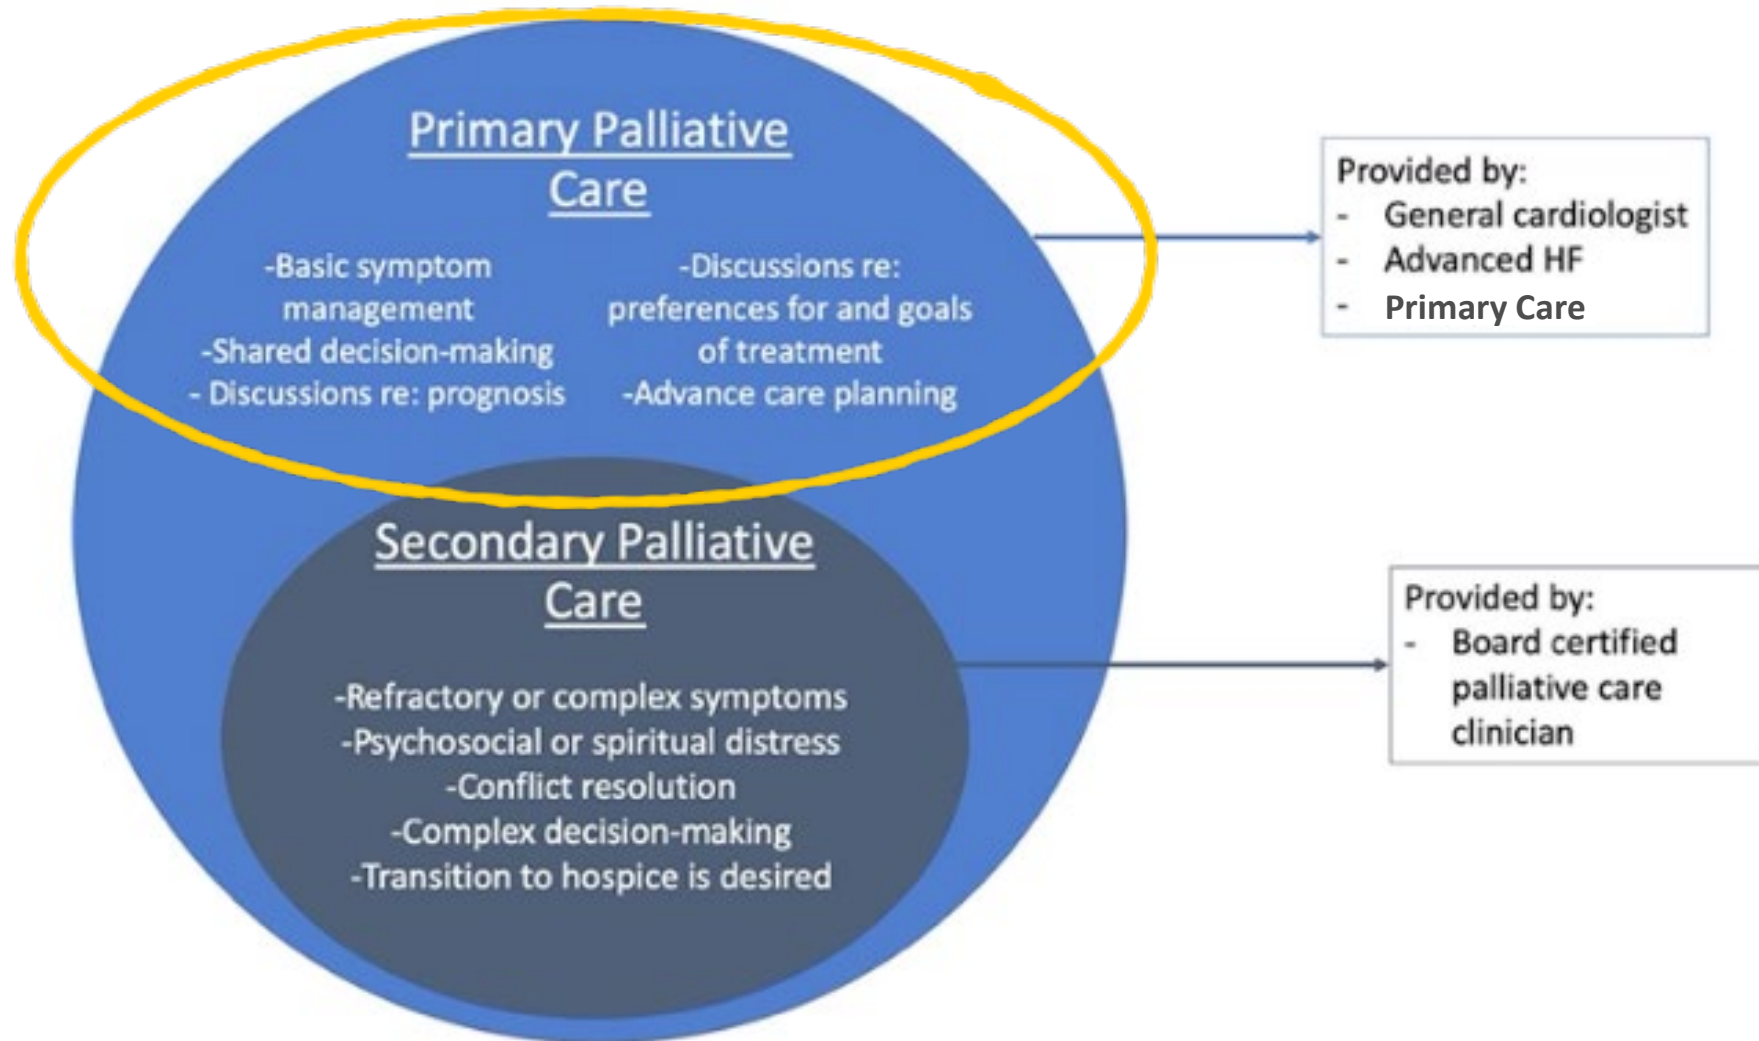 Primary Palliative
Care
-Basic symptom
management
-Shared decision-making
- Discussions re: prognosis
-Discussions re:
preferences for and goals
of treatment
-Advance care planning
Provided by:
- General cardiologist
- Advanced HF
- Primary Care
Secondary Palliative
Care
-Refractory or complex symptoms
-Psychosocial or spiritual distress
-Conflict resolution
-Complex decision-making
-Transition to hospice is desired
Provided by:
- Board certified
palliative care
clinician